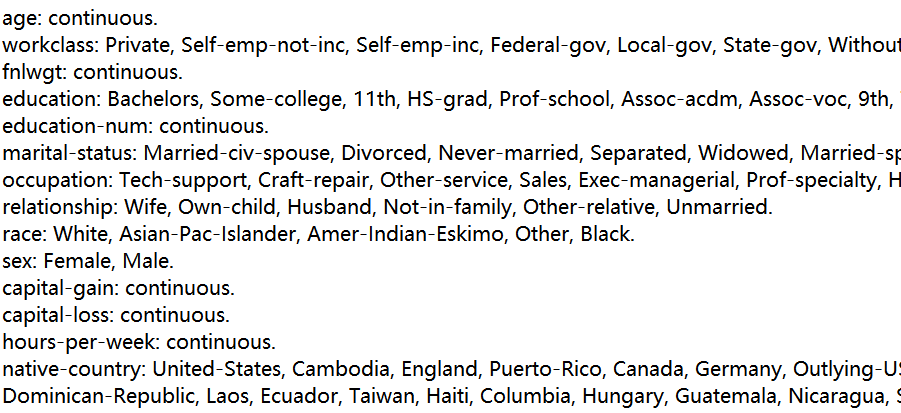 age: continuous.
workclass: Private, Self-emp-not-inc, Self-emp-inc, Federal-gov, Local-gov, State-gov, Without
fnlwgt: continuous.
education: Bachelors, Some-college, 11th, HS-grad, Prof-school, Assoc-acdm, Assoc-voc, 9th,
education-num: continuous.
marital-status: Married-civ-spouse, Divorced, Never-married, Separated, Widowed, Married-sp
occupation: Tech-support, Craft-repair, Other-service, Sales, Exec-managerial, Prof-specialty, H
relationship: Wife, Own-child, Husband, Not-in-family, Other-relative, Unmarried.
race: White, Asian-Pac-Islander, Amer-Indian-Eskimo, Other, Black.
sex: Female, Male.
capital-gain: continuous.
capital-loss: continuous.
hours-per-week: continuous.
native-country: United-States, Cambodia, England, Puerto-Rico, Canada, Germany, Outlying-US
Dominican-Republic, Laos, Ecuador, Taiwan, Haiti, Columbia, Hungary, Guatemala, Nicaragua, S